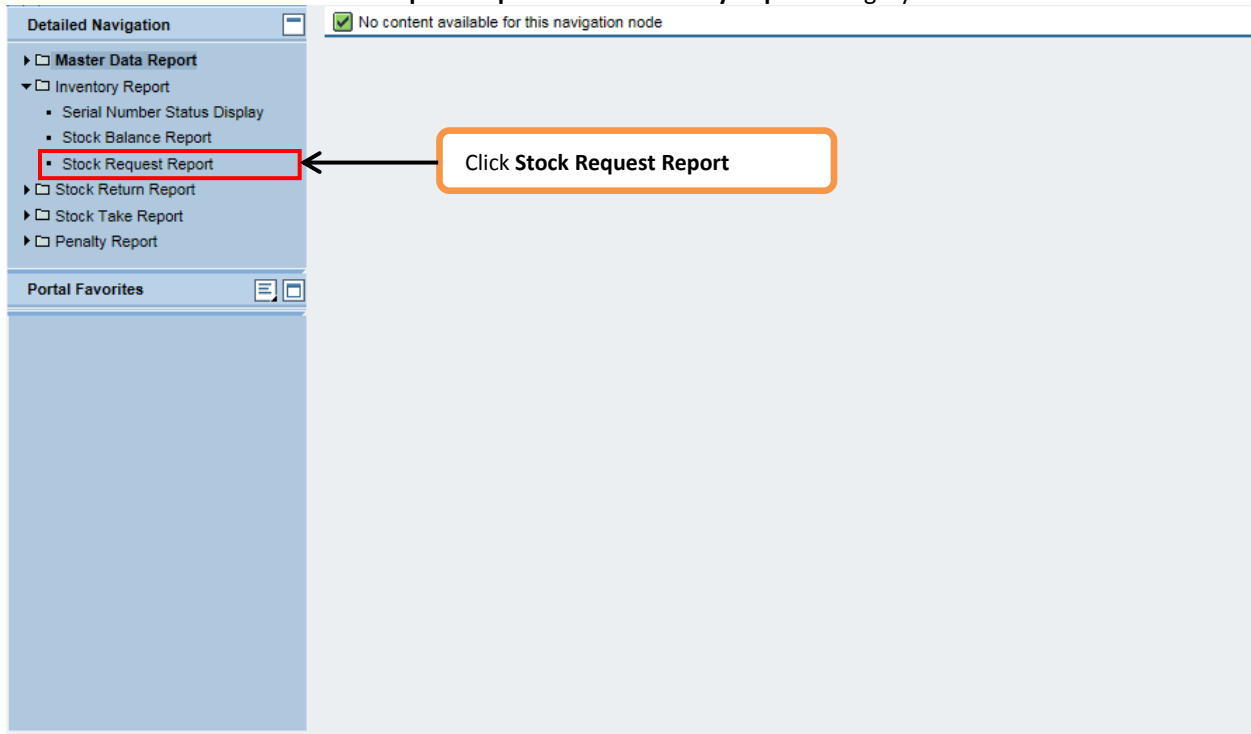 Detailed Navigation
No content available for this navigation node
Master Data Report
Inventory Report
Serial Number Status Display
Stock Balance Report
Stock Request Report
Click Stock Request Report
Stock Return Report
Stock Take Report
Penalty Report
Portal Favorites